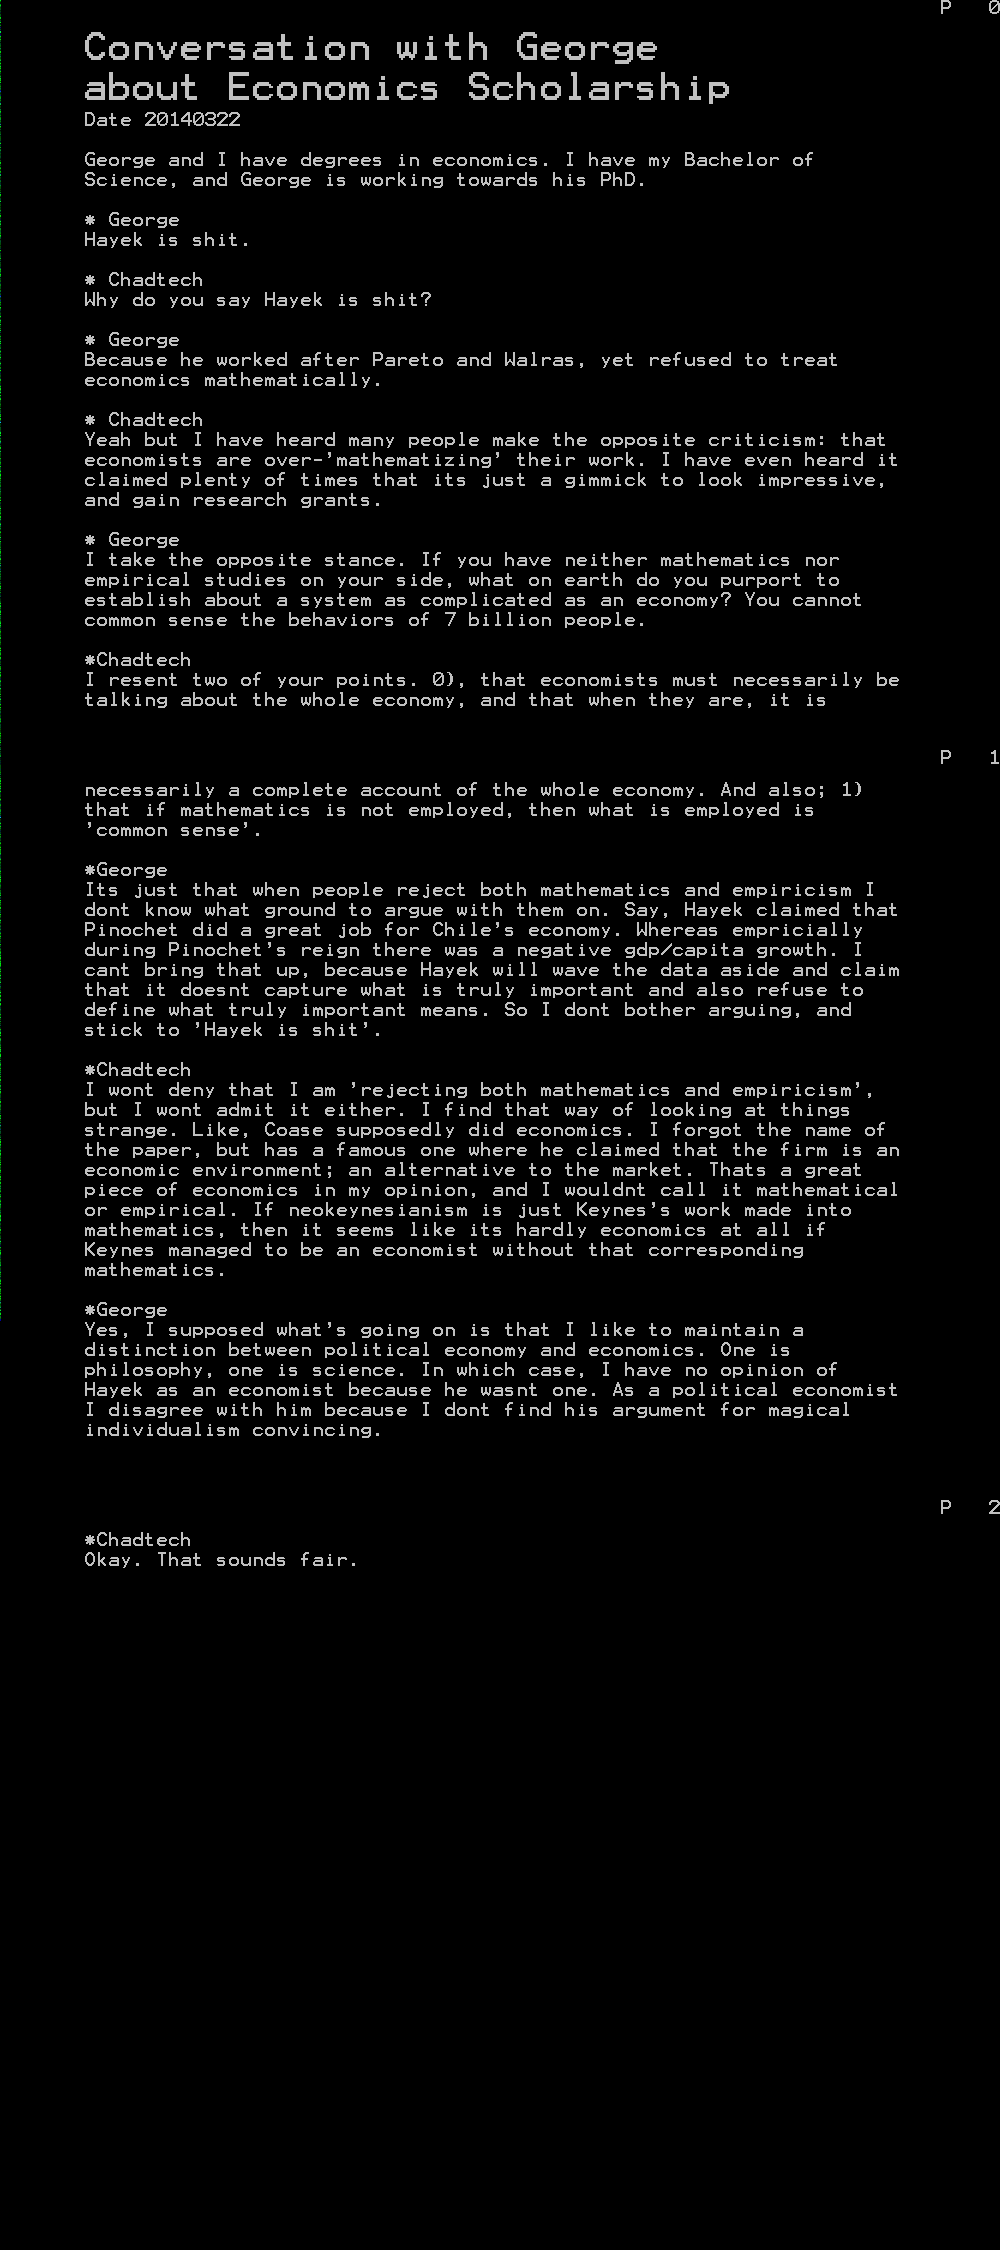 P 0
Conversation with George
about Economics Scholarship
Date 20140322
George and I have degrees in economics. I have my Bachelor of
Science, and George is working towards his PhD.
* George
Hayek is shit.
* Chadtech
Why do you say Hayek is shit?
* George
Because he worked after Pareto and Walras, yet refused to treat
economics mathematically.
* Chadtech
Yeah but I have heard many people make the opposite criticism: that
economists are over-'mathematizing' their work. I have even heard it
claimed plenty of times that its just a gimmick to look impressive,
and gain research grants.
* George
I take the opposite stance. If you have neither mathematics nor
empirical studies on your side, what on earth do you purport to
establish about a system as complicated as an economy? You cannot
common sense the behaviors of 7 billion people.
*Chadtech
I resent two of your points. 0), that economists must necessarily be
talking about the whole economy, and that when they are, it is
P 1
necessarily a complete account of the whole economy. And also; 1)
that if mathematics is not employed, then what is employed is
'common sense'.
*George
Its just that when people reject both mathematics and empiricism I
dont know what ground to argue with them on. Say, Hayek claimed that
Pinochet did a great job for Chile's economy. Whereas empricially
during Pinochet's reign there was a negative gdp/capita growth. I
cant bring that up, because Hayek will wave the data aside and claim
that it doesnt capture what is truly important and also refuse to
define what truly important means. So I dont bother arguing, and
stick to 'Hayek is shit'.
*Chadtech
I wont deny that I am 'rejecting both mathematics and empiricism',
but I wont admit it either. I find that way of looking at things
strange. Like, Coase supposedly did economics. I forgot the name of
the paper, but has a famous one where he claimed that the firm is an
economic environment; an alternative to the market. Thats a great
piece of economics in my opinion, and I wouldnt call it mathematical
or empirical. If neokeynesianism is just Keynes's work made into
mathematics, then it seems like its hardly economics at all if
Keynes managed to be an economist without that corresponding
mathematics.
*George
Yes, I supposed what's going on is that I like to maintain a
distinction between political economy and economics. One is
philosophy, one is science. In which case, I have no opinion of
Hayek as an economist because he wasnt one. As a political economist
I disagree with him because I dont find his argument for magical
individualism convincing.
P 2
*Chadtech
Okay. That sounds fair.